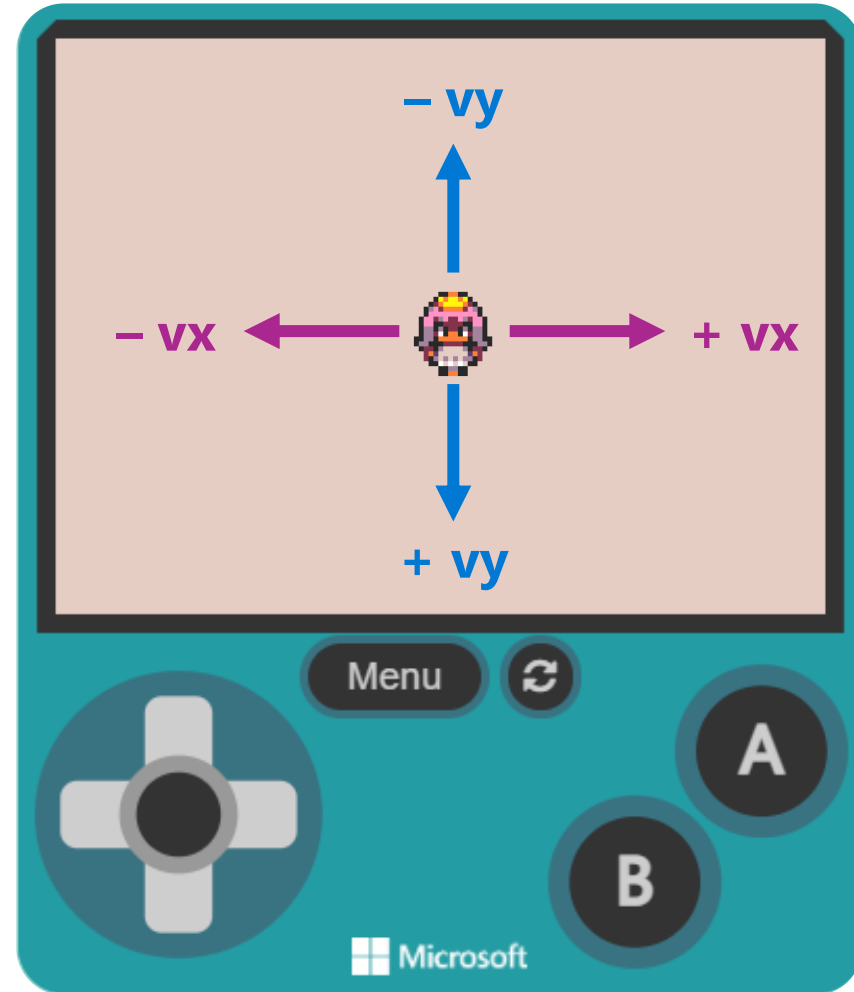 – vy
– vx
+ vx
+ vy
Menu
A
B
Microsoft